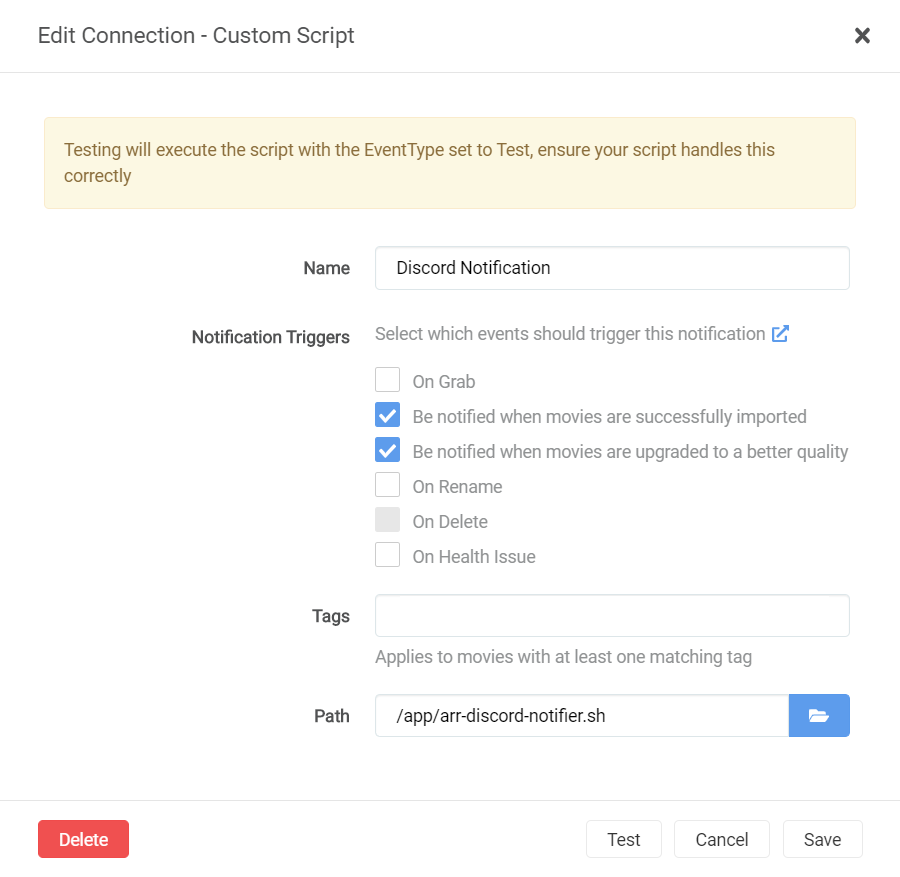 Edit Connection - Custom Script
Testing will execute the script with the EventType set to Test, ensure your script handles this
correctly
Name
Discord Notification
Notification Triggers
Select which events should trigger this notification
On Grab
Be notified when movies are successfully imported
Be notified when movies are upgraded to a better quality
On Rename
On Delete
On Health Issue
Tags
Applies to movies with at least one matching tag
Path
/app/arr-discord-notifier.sh
Delete
Test
Cancel
Save